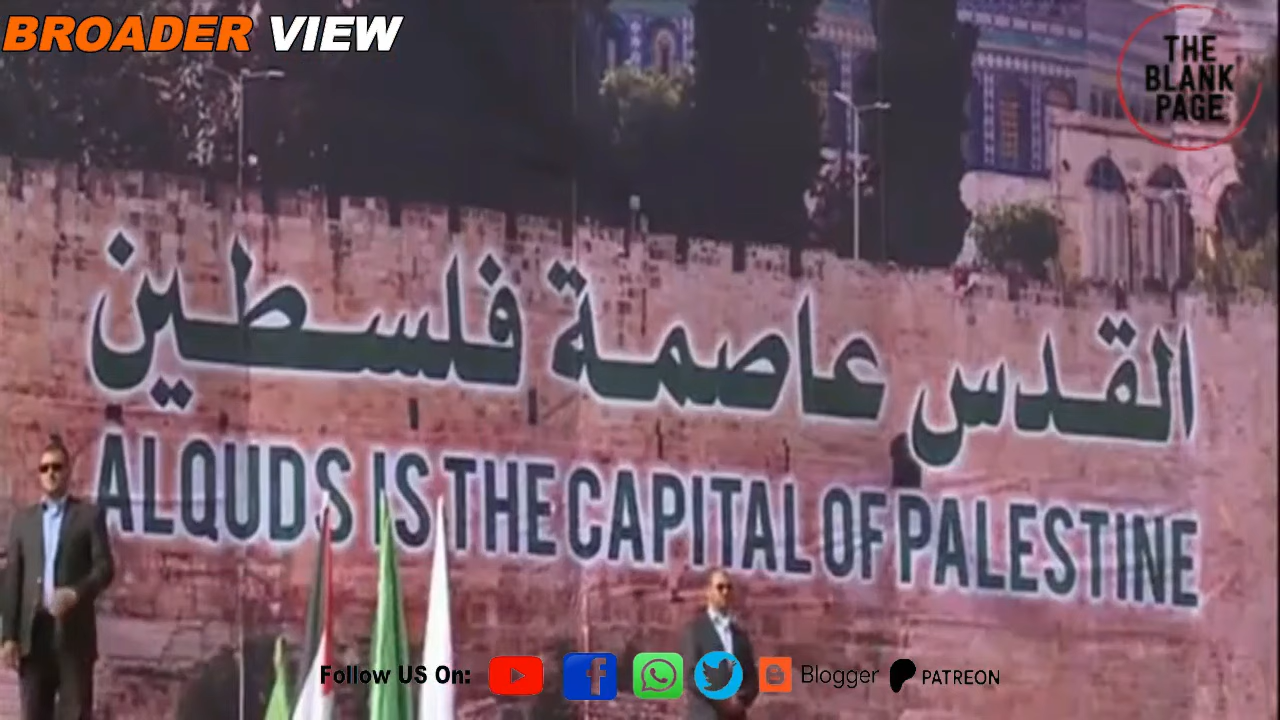 BROADER VIEW
THE
BLANK
PAGE
القدس عاصمة فلسطين
ALQUDS IS THE CAPITAL OF PALESTINE
Follow US On: Blogger PATREON